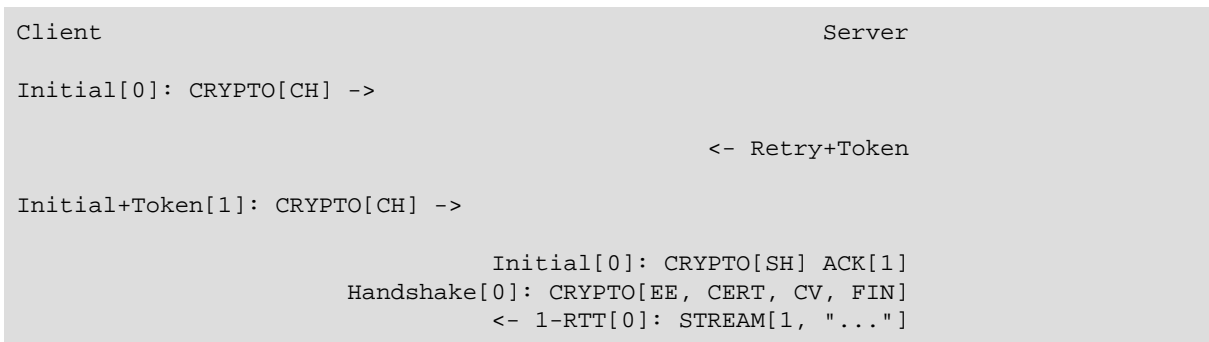 Client Server
Initial[0]: CRYPTO[CH] ->
<- Retry+Token
Initial+Token[1]: CRYPTO[CH] ->
Initial[0]: CRYPTO[SH] ACK[1]
Handshake[0]: CRYPTO[EE, CERT, CV, FIN]
<- 1-RTT[0]: STREAM[1, "..."]